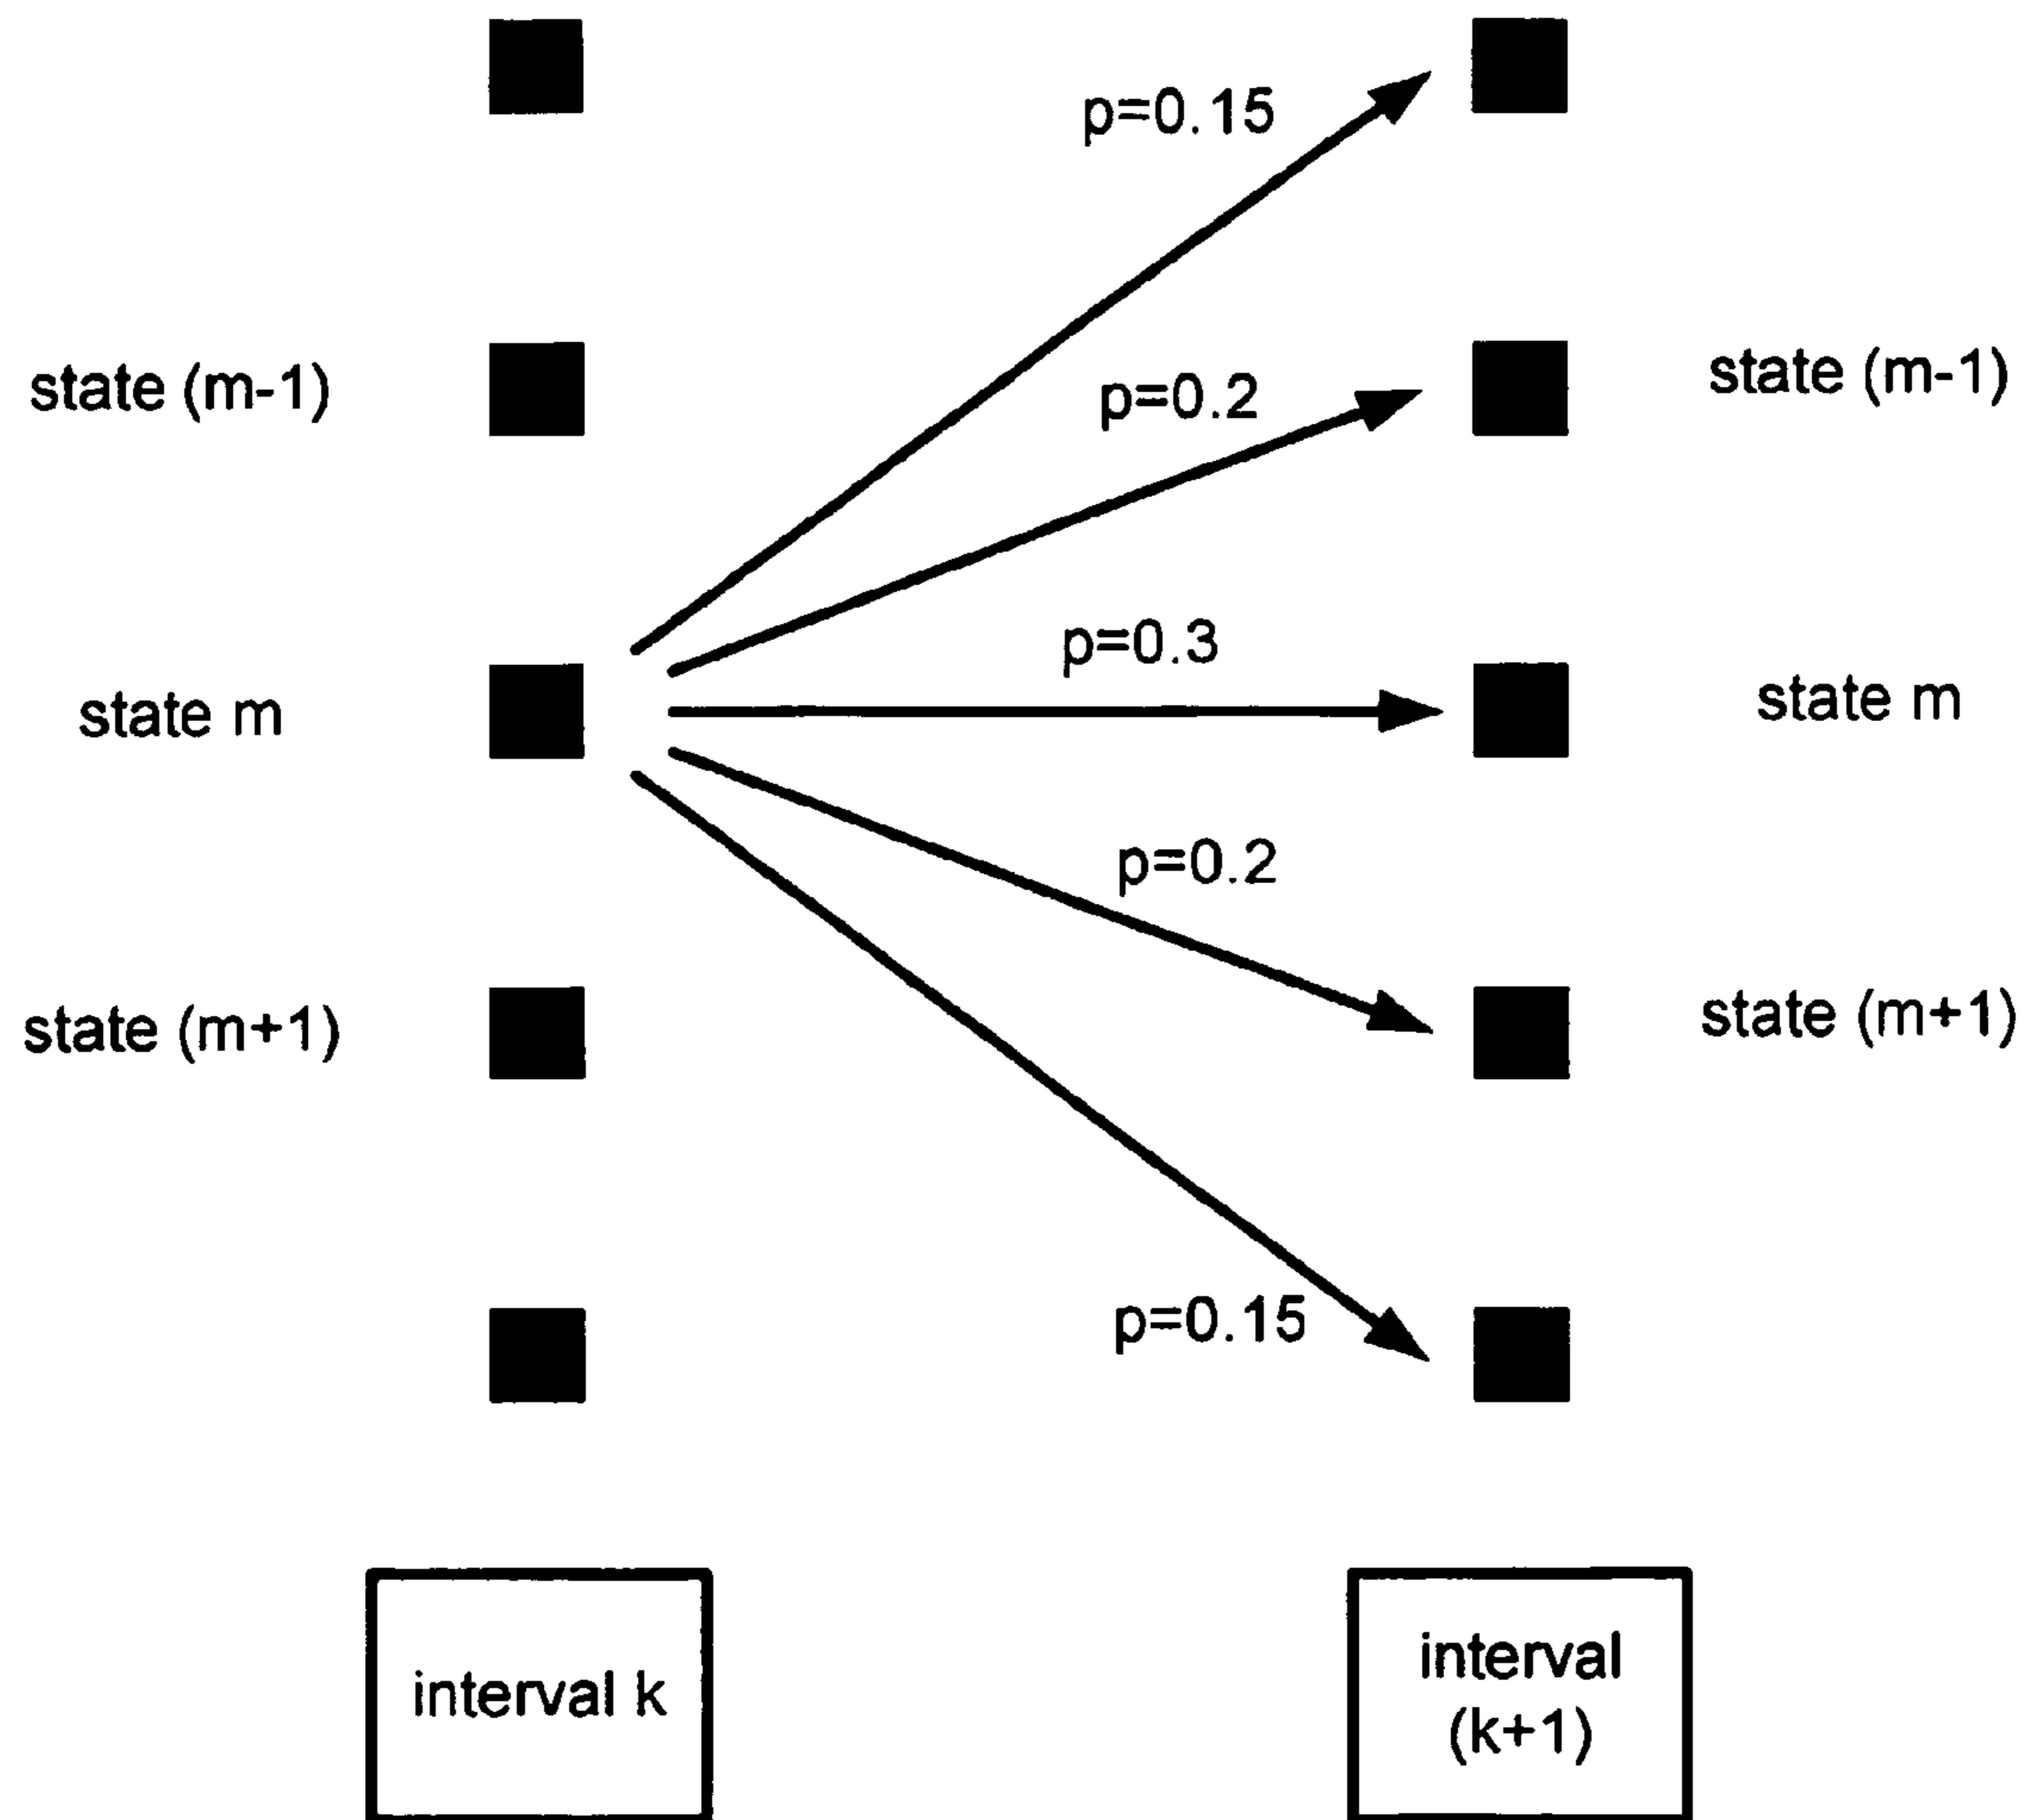 p=0.15
state (m-1)
p=0.2
state (m-1)
state m
p=0.3
state m
p=0.2
state (m+1)
state (m+1)
p=0.15
interval k
interval
(k+1)